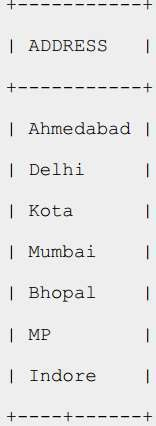 +-----------+
| ADDRESS   |
+-----------+
| Ahmedabad |
| Delhi     |
| Kota      |
| Mumbai    |
| Bhopal    |
| MP        |
| Indore    |
+----+------+